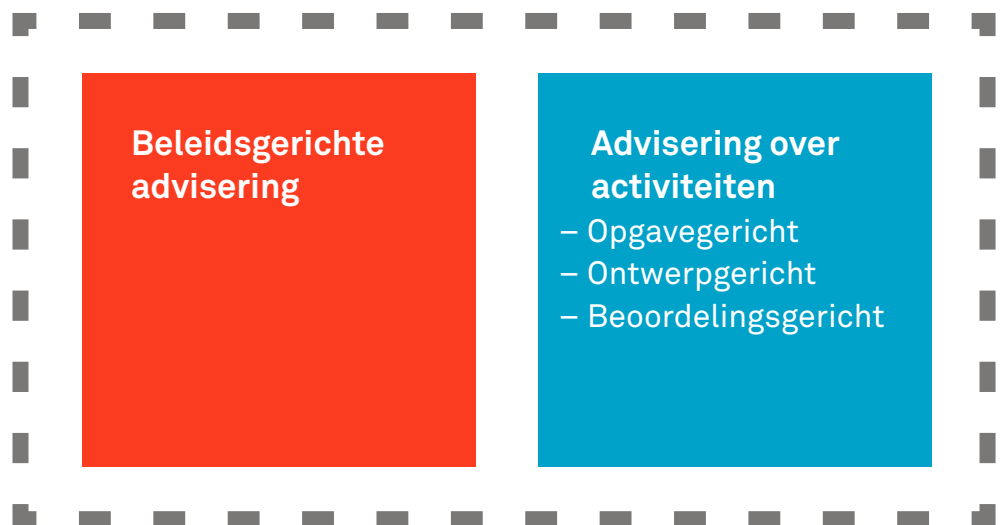 Beleidsgerichte
advisering
Advisering over
activiteiten
– Opgavegericht
– Ontwerpgericht
– Beoordelingsgericht